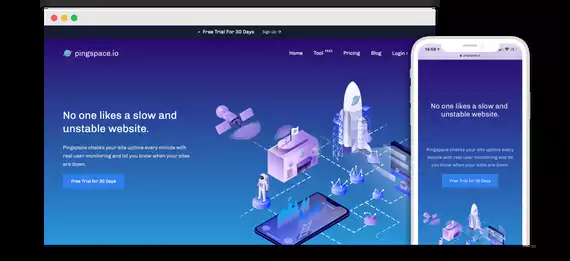 Free Trial For 30 Days Sign Up →
pingspace.io
Home Tool FREE Pricing Blog Login
No one likes a slow and
unstable website.
Pingspace checks your site uptime every minute with
real user monitoring and let you know when your sites
are down.
Free Trial for 30 Days
16:59
pingspace.io
No one likes a slow and
unstable website.
Pingspace checks your site uptime every minute
with real user monitoring and let you know
when your sites are down.
Free Trial for 30 Days